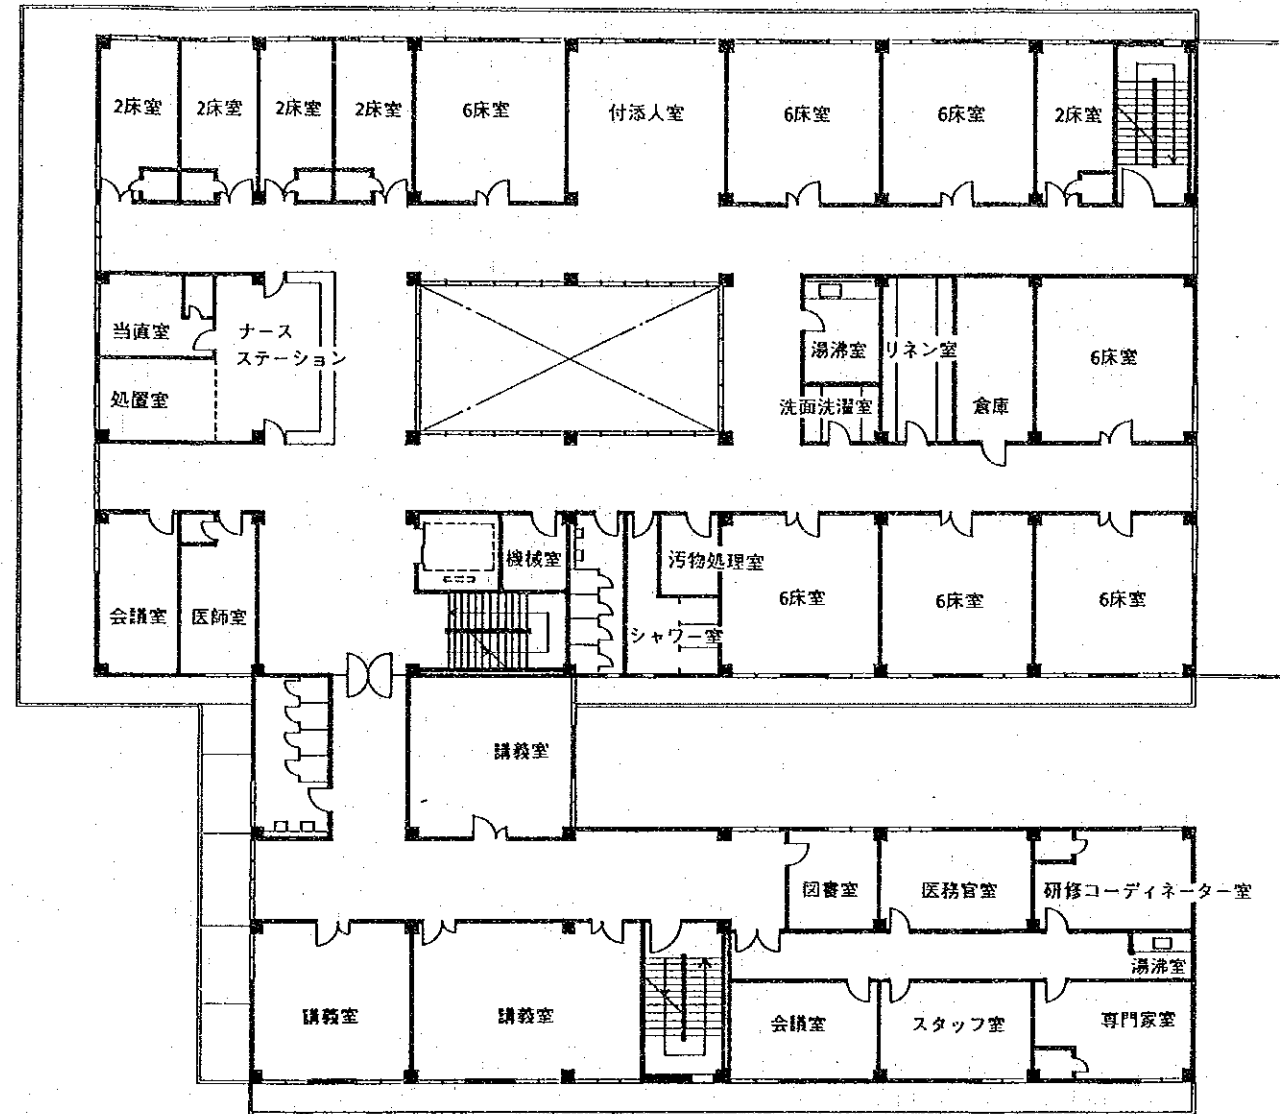 2床室
2床室
2床室
2床室
6床室
付添人室
6床室
6床室
2床室
当直室
ナース
ステーション
処置室
湯沸室
リネン室
洗面洗濯室
倉庫
6床室
会議室
医師室
機械室
汚物処理室
シャワー室
6床室
6床室
6床室
講義室
図書室
医務官室
研修コーディネーター室
湯沸室
講義室
講義室
会議室
スタッフ室
専門家室